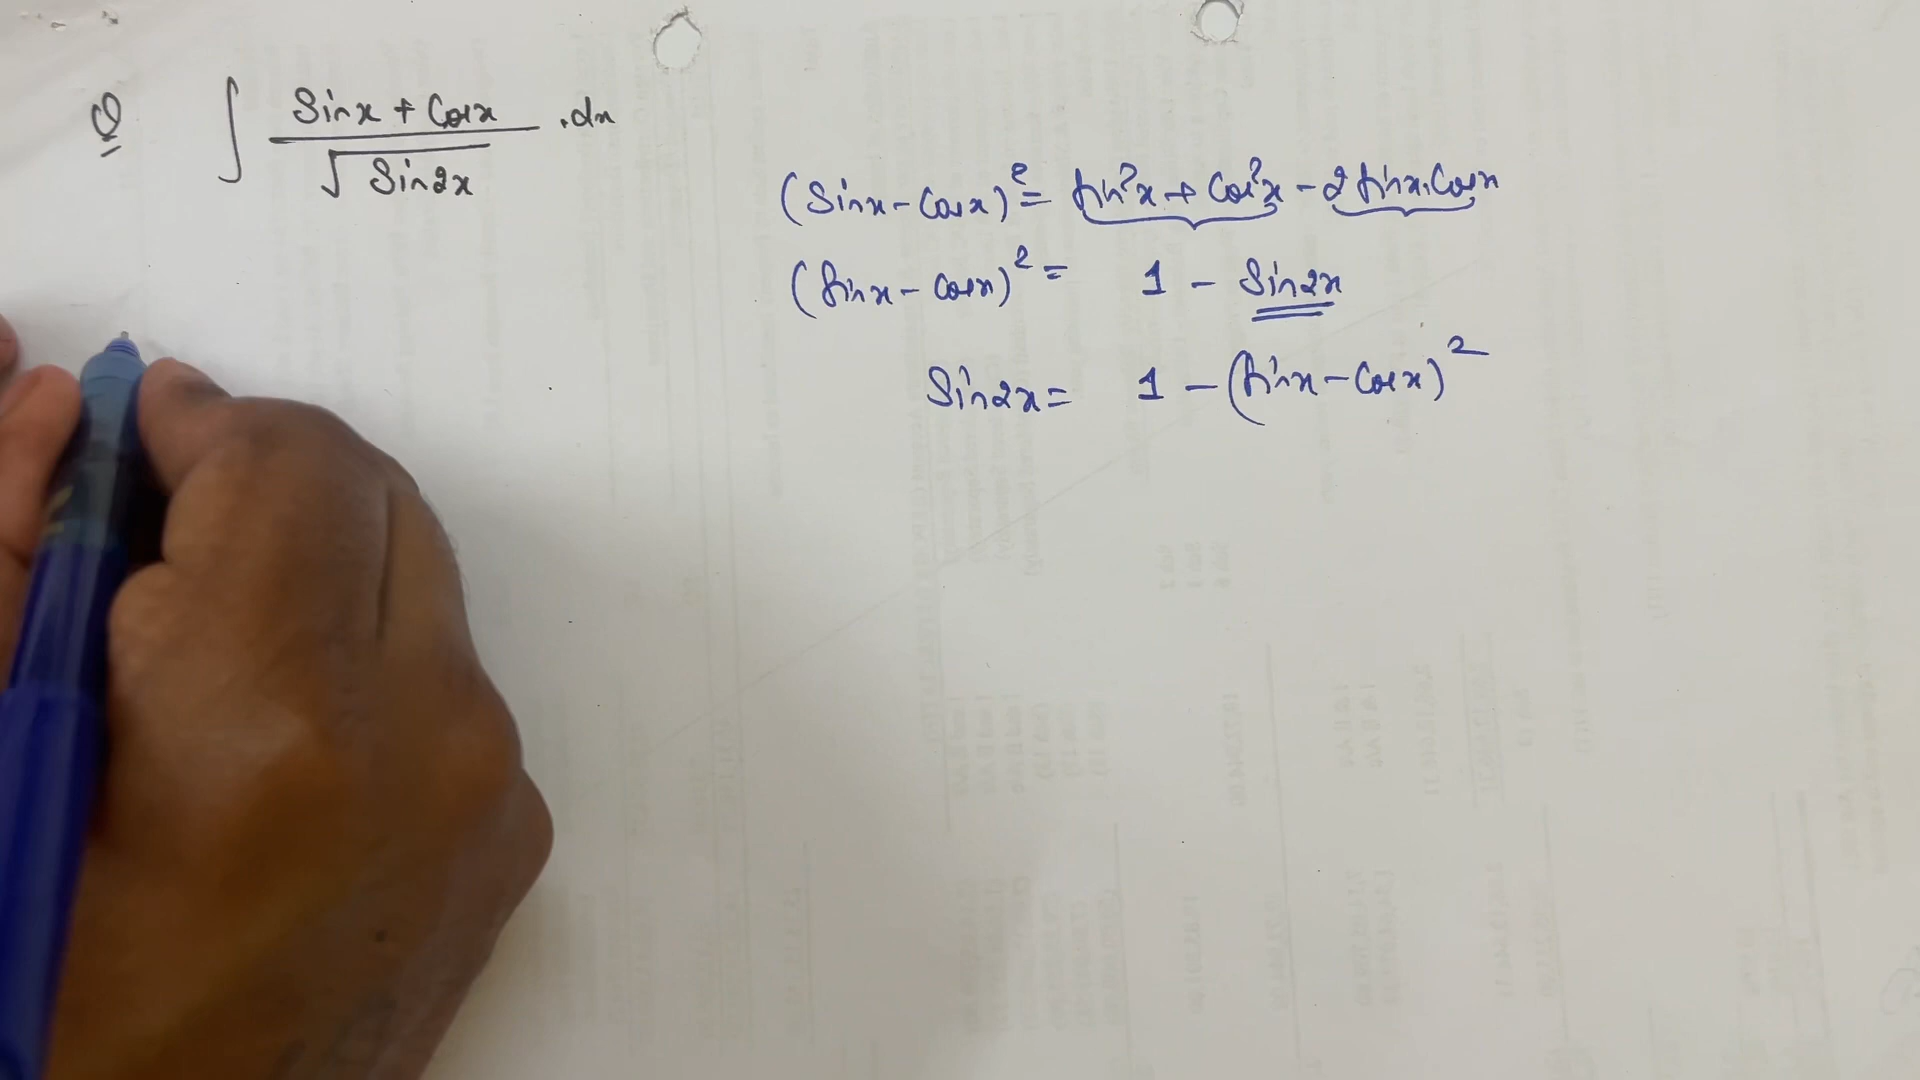 Q ∫ (Sinx + Cosx)/√Sin2x .dx
(Sinx - Cosx)² = Sin²x + Cos²x - 2 Sinx.Cosx
(Sinx - Cosx)² = 1 - Sin2x
Sin2x = 1 - (Sinx - Cosx)²